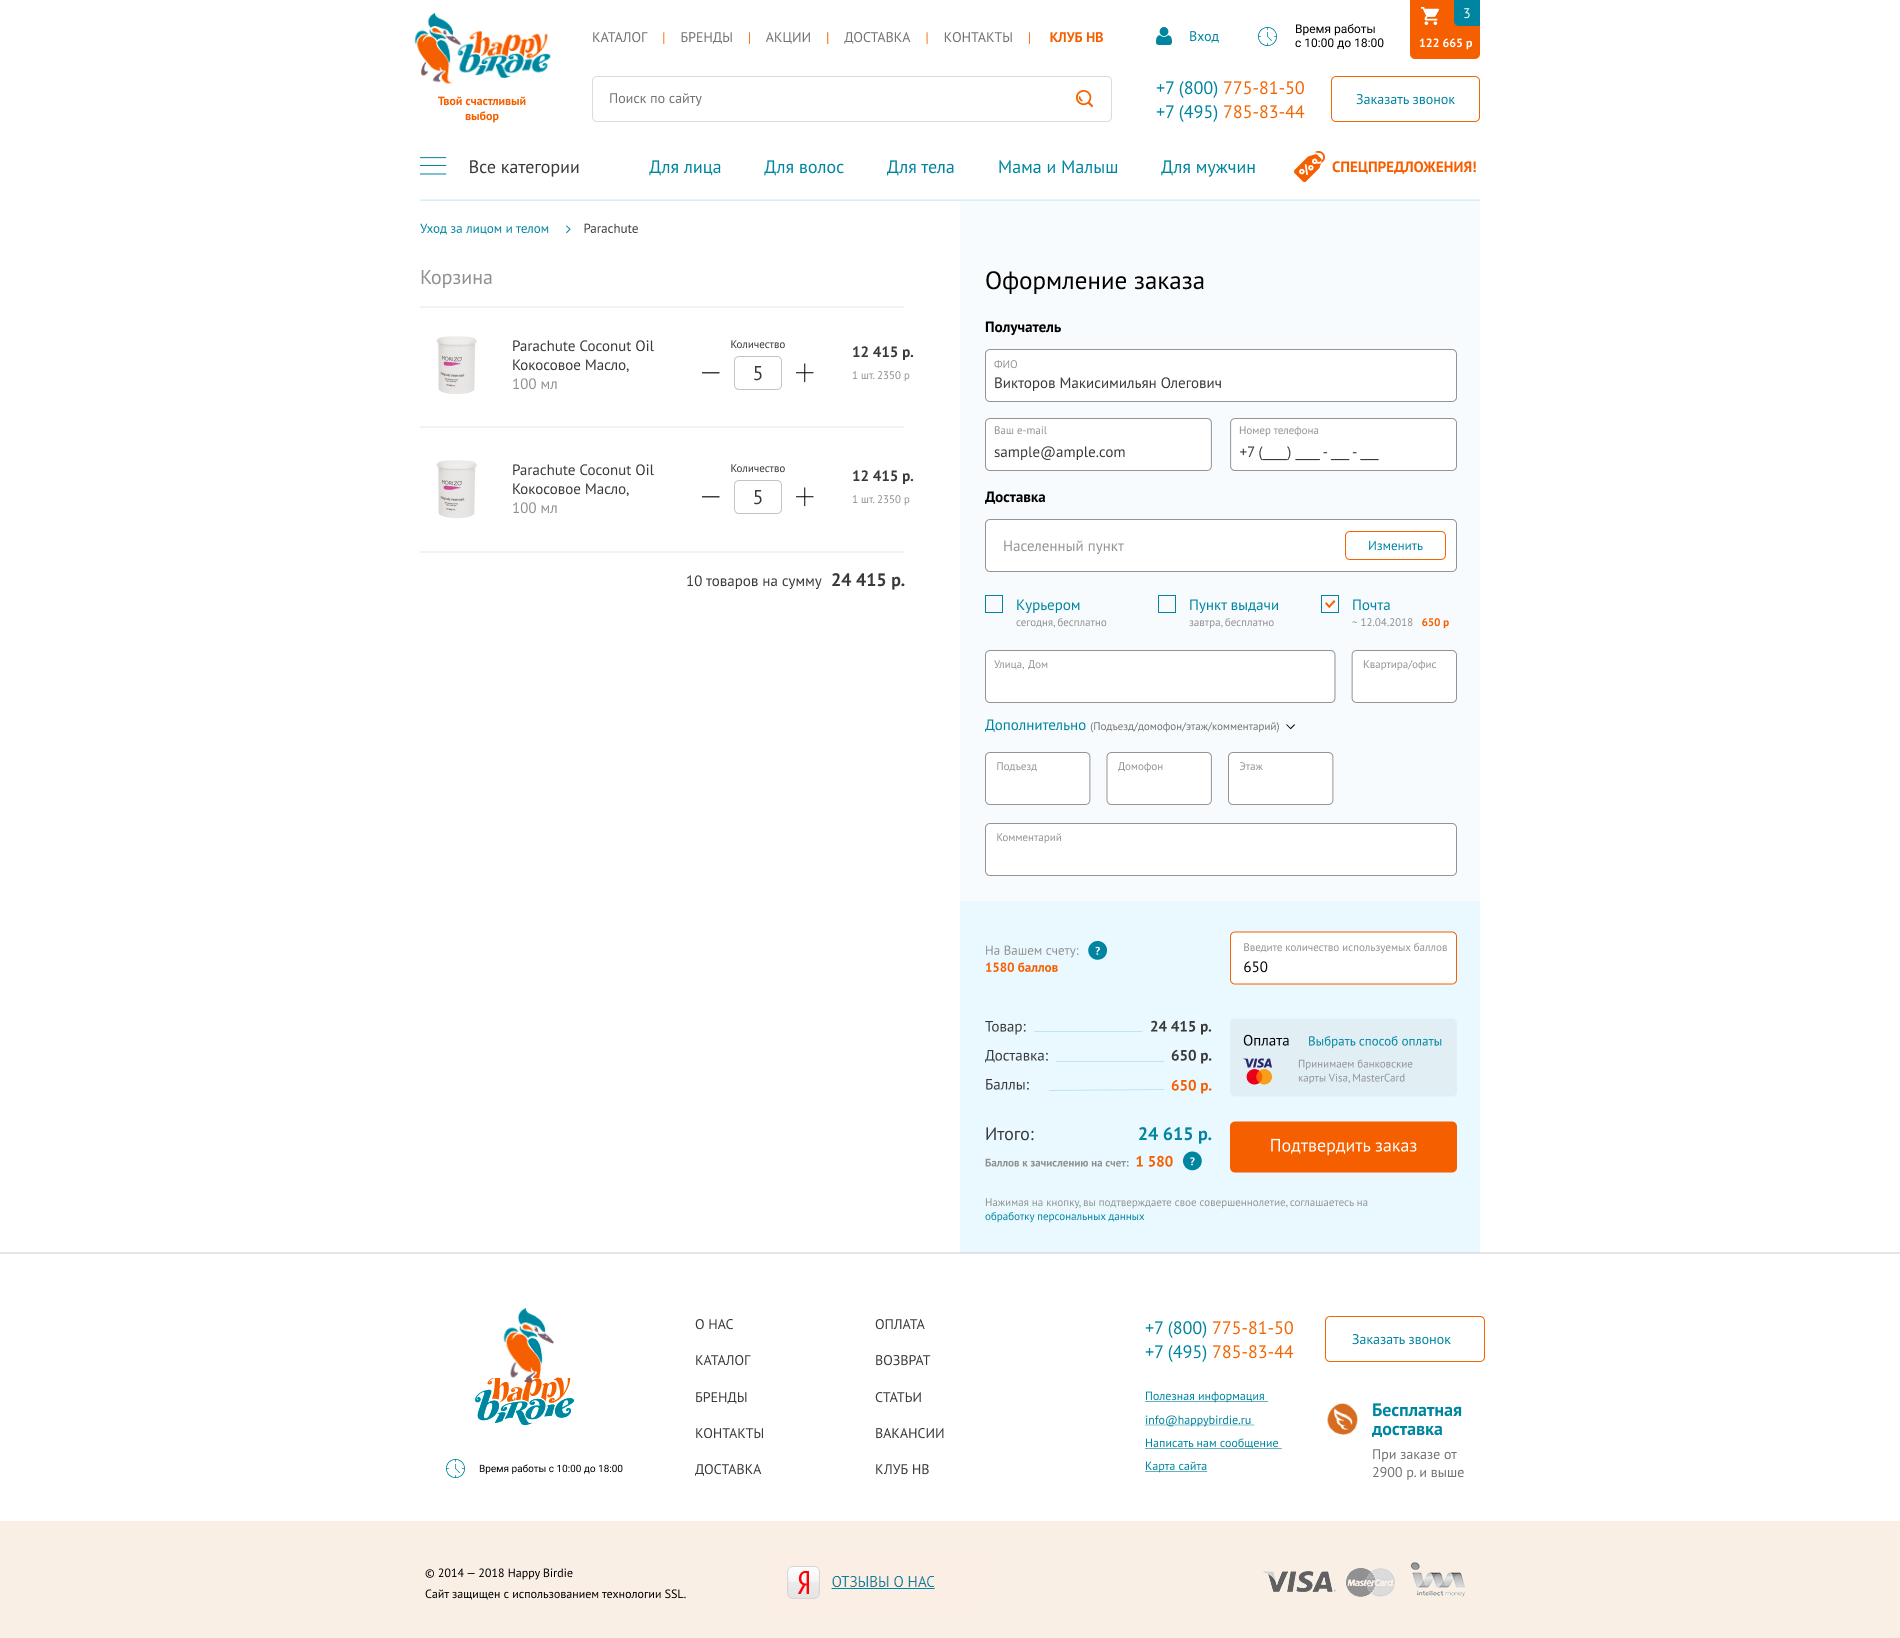 КАТАЛОГ | БРЕНДЫ | АКЦИИ | ДОСТАВКА | КОНТАКТЫ | КЛУБ HB
Вход
Время работы
с 10:00 до 18:00
3
122 665 р
happy
birdie
Твой счастливый
выбор
Поиск по сайту
+7 (800) 775-81-50
+7 (495) 785-83-44
Заказать звонок
Все категории
Для лица
Для волос
Для тела
Мама и Малыш
Для мужчин
СПЕЦПРЕДЛОЖЕНИЯ!
Уход за лицом и телом > Parachute
Корзина
Parachute Coconut Oil
Кокосовое Масло,
100 мл
Количество
5
12 415 р.
1 шт. 2350 р
Parachute Coconut Oil
Кокосовое Масло,
100 мл
Количество
5
12 415 р.
1 шт. 2350 р
10 товаров на сумму 24 415 р.
Оформление заказа
Получатель
ФИО
Викторов Макисимильян Олегович
Ваш e-mail
sample@ample.com
Номер телефона
+7 (___) ___ - __ - __
Доставка
Населенный пункт
Изменить
Курьером
сегодня, бесплатно
Пункт выдачи
завтра, бесплатно
Почта
~ 12.04.2018 650 р
Улица, Дом
Квартира/офис
Дополнительно (Подъезд/домофон/этаж/комментарий)
Подъезд
Домофон
Этаж
Комментарий
На Вашем счету: ?
1580 баллов
Введите количество используемых баллов
650
Товар: 24 415 р.
Доставка: 650 р.
Баллы: 650 р.
Оплата
Выбрать способ оплаты
VISA
Принимаем банковские
карты Visa, MasterCard
Итого: 24 615 р.
Баллов к зачислению на счет: 1 580 ?
Подтвердить заказ
Нажимая на кнопку, вы подтверждаете свое совершеннолетие, соглашаетесь на
обработку персональных данных
happy
birdie
Время работы с 10:00 до 18:00
О НАС
КАТАЛОГ
БРЕНДЫ
КОНТАКТЫ
ДОСТАВКА
ОПЛАТА
ВОЗВРАТ
СТАТЬИ
ВАКАНСИИ
КЛУБ HB
+7 (800) 775-81-50
+7 (495) 785-83-44
Заказать звонок
Полезная информация
info@happybirdie.ru
Написать нам сообщение
Карта сайта
Бесплатная
доставка
При заказе от
2900 р. и выше
© 2014 — 2018 Happy Birdie
Сайт защищен с использованием технологии SSL.
Я
ОТЗЫВЫ О НАС
VISA
MasterCard
intellect money